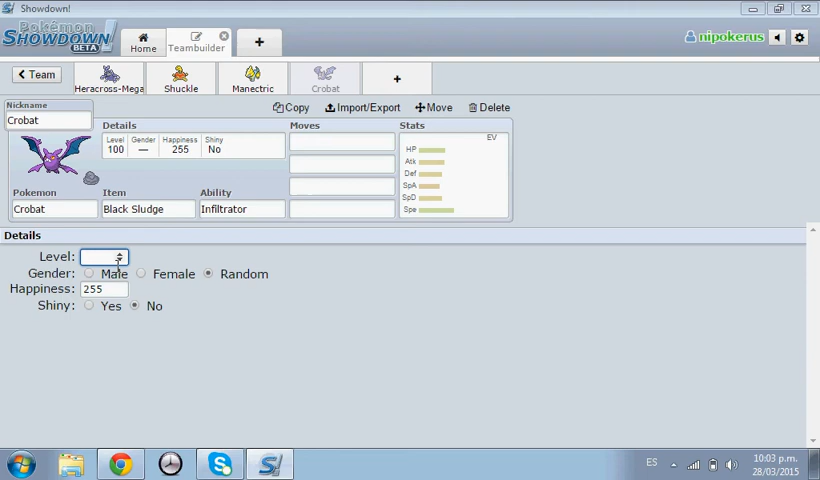 Showdown!
Pokémon
SHOWDOWN
BETA
Home
Teambuilder
+
nipokerus
Team
Heracross-Mega
Shuckle
Manectric
Crobat
+
Nickname
Crobat
Copy
Import/Export
Move
Delete
Details
Moves
Stats
Level
Gender
Happiness
Shiny
100
—
255
No
EV
HP
Atk
Def
SpA
SpD
Spe
Pokemon
Item
Ability
Crobat
Black Sludge
Infiltrator
Details
Level:
Gender: Male Female Random
Happiness: 255
Shiny: Yes No
ES
10:03 p.m.
28/03/2015